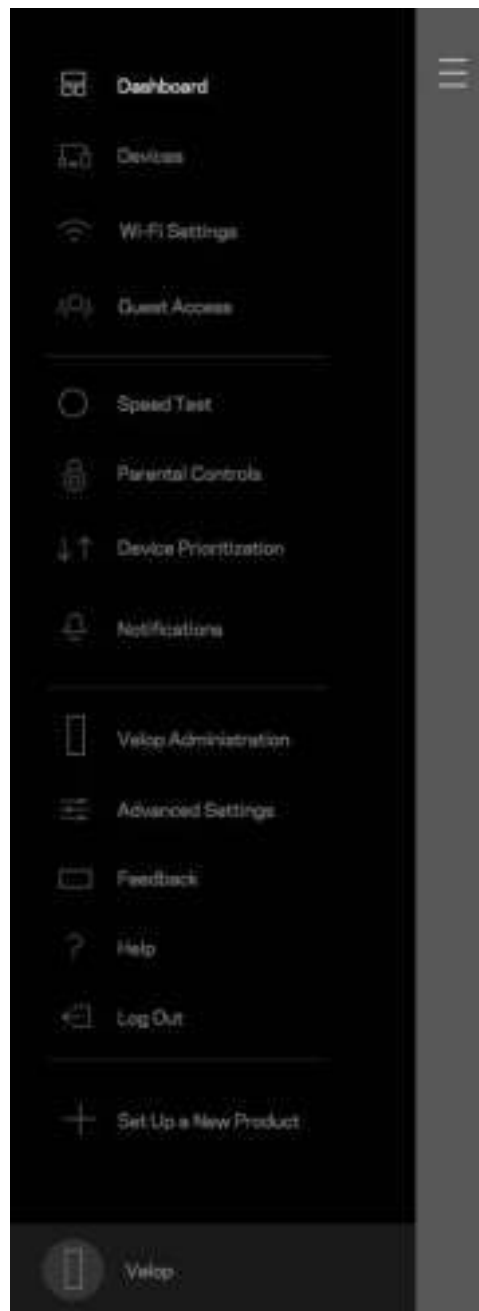 Dashboard
Devices
Wi-Fi Settings
Guest Access
Speed Test
Parental Controls
Device Prioritization
Notifications
Velop Administration
Advanced Settings
Feedback
Help
Log Out
Set Up a New Product
Velop